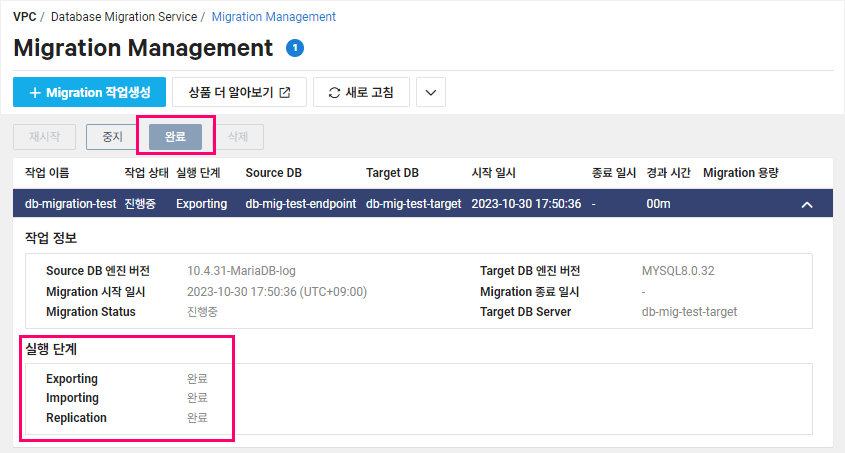 VPC / Database Migration Service / Migration Management
Migration Management 1
+ Migration 작업생성 상품 더 알아보기 새로 고침
재시작 중지 완료 삭제
작업 이름 작업 상태 실행 단계 Source DB Target DB 시작 일시 종료 일시 경과 시간 Migration 용량
db-migration-test 진행중 Exporting db-mig-test-endpoint db-mig-test-target 2023-10-30 17:50:36 - 00m
작업 정보
Source DB 엔진 버전 10.4.31-MariaDB-log Target DB 엔진 버전 MYSQL8.0.32
Migration 시작 일시 2023-10-30 17:50:36 (UTC+09:00) Migration 종료 일시 -
Migration Status 진행중 Target DB Server db-mig-test-target
실행 단계
Exporting 완료
Importing 완료
Replication 완료